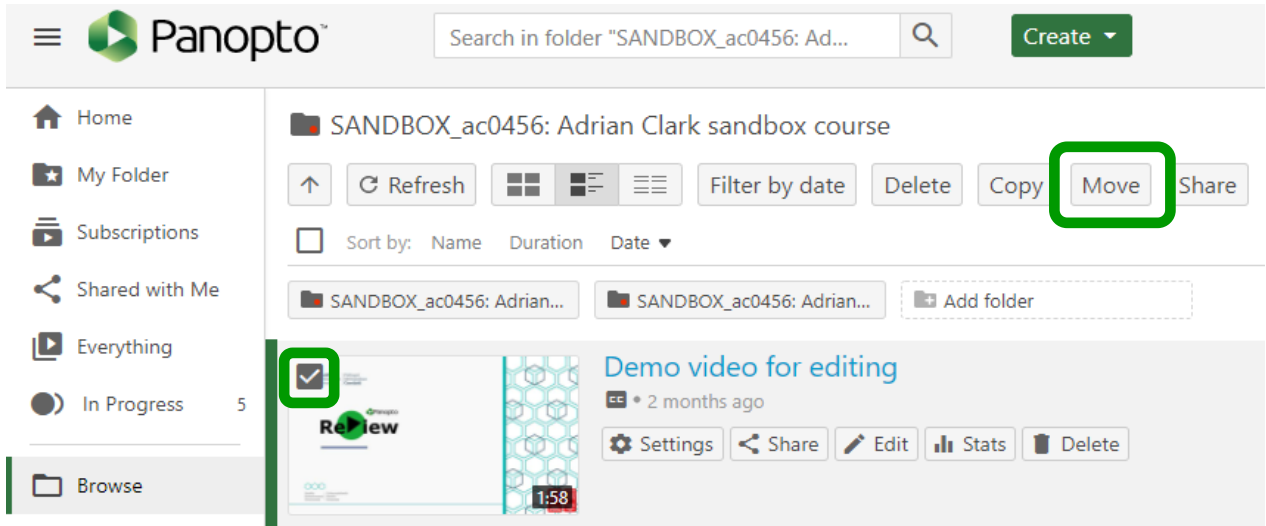 Panopto™
Search in folder "SANDBOX_ac0456: Ad...
Create
Home
My Folder
Subscriptions
Shared with Me
Everything
In Progress 5
Browse
SANDBOX_ac0456: Adrian Clark sandbox course
Refresh Filter by date Delete Copy Move Share
Sort by: Name Duration Date
SANDBOX_ac0456: Adrian... SANDBOX_ac0456: Adrian... Add folder
Demo video for editing
CC • 2 months ago
Settings Share Edit Stats Delete
Panopto
ReView
1:58